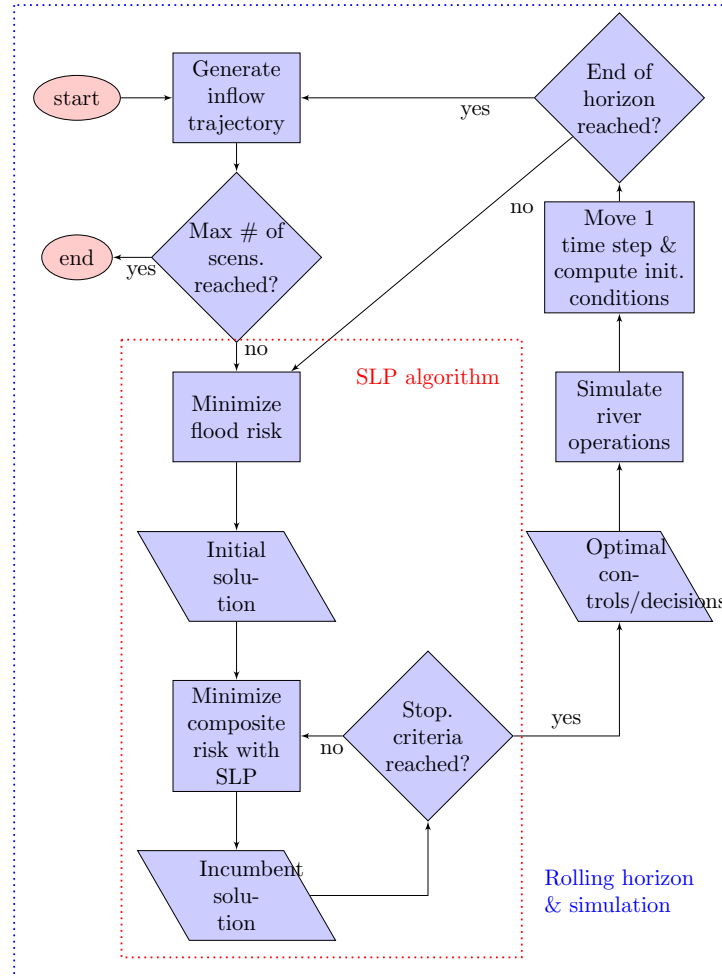 start
Generate
inflow
trajectory
yes
End of
horizon
reached?
end
yes
Max # of
scens.
reached?
no
no
Move 1
time step &
compute init.
conditions
SLP algorithm
Minimize
flood risk
Simulate
river
operations
Initial
solu-
tion
Optimal
con-
trols/decisions
Minimize
composite
risk with
SLP
no
Stop.
criteria
reached?
yes
Incumbent
solu-
tion
Rolling horizon
& simulation